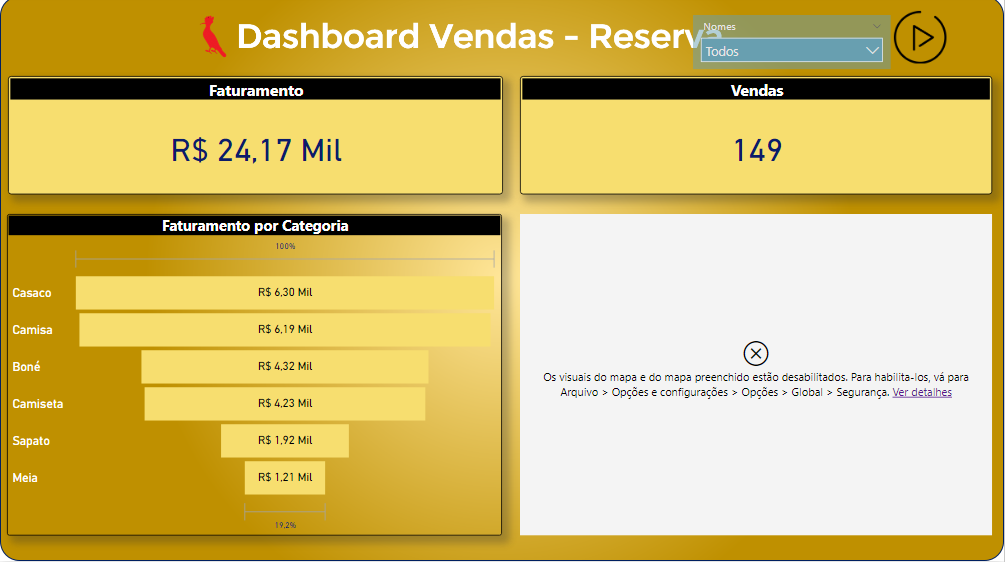 Dashboard Vendas - Reserva
Nomes
Todos
Faturamento
R$ 24,17 Mil
Vendas
149
Faturamento por Categoria
100%
Casaco R$ 6,30 Mil
Camisa R$ 6,19 Mil
Boné R$ 4,32 Mil
Camiseta R$ 4,23 Mil
Sapato R$ 1,92 Mil
Meia R$ 1,21 Mil
19.2%
Os visuais do mapa e do mapa preenchido estão desabilitados. Para habilita-los, vá para
Arquivo > Opções e configurações > Opções > Global > Segurança. Ver detalhes